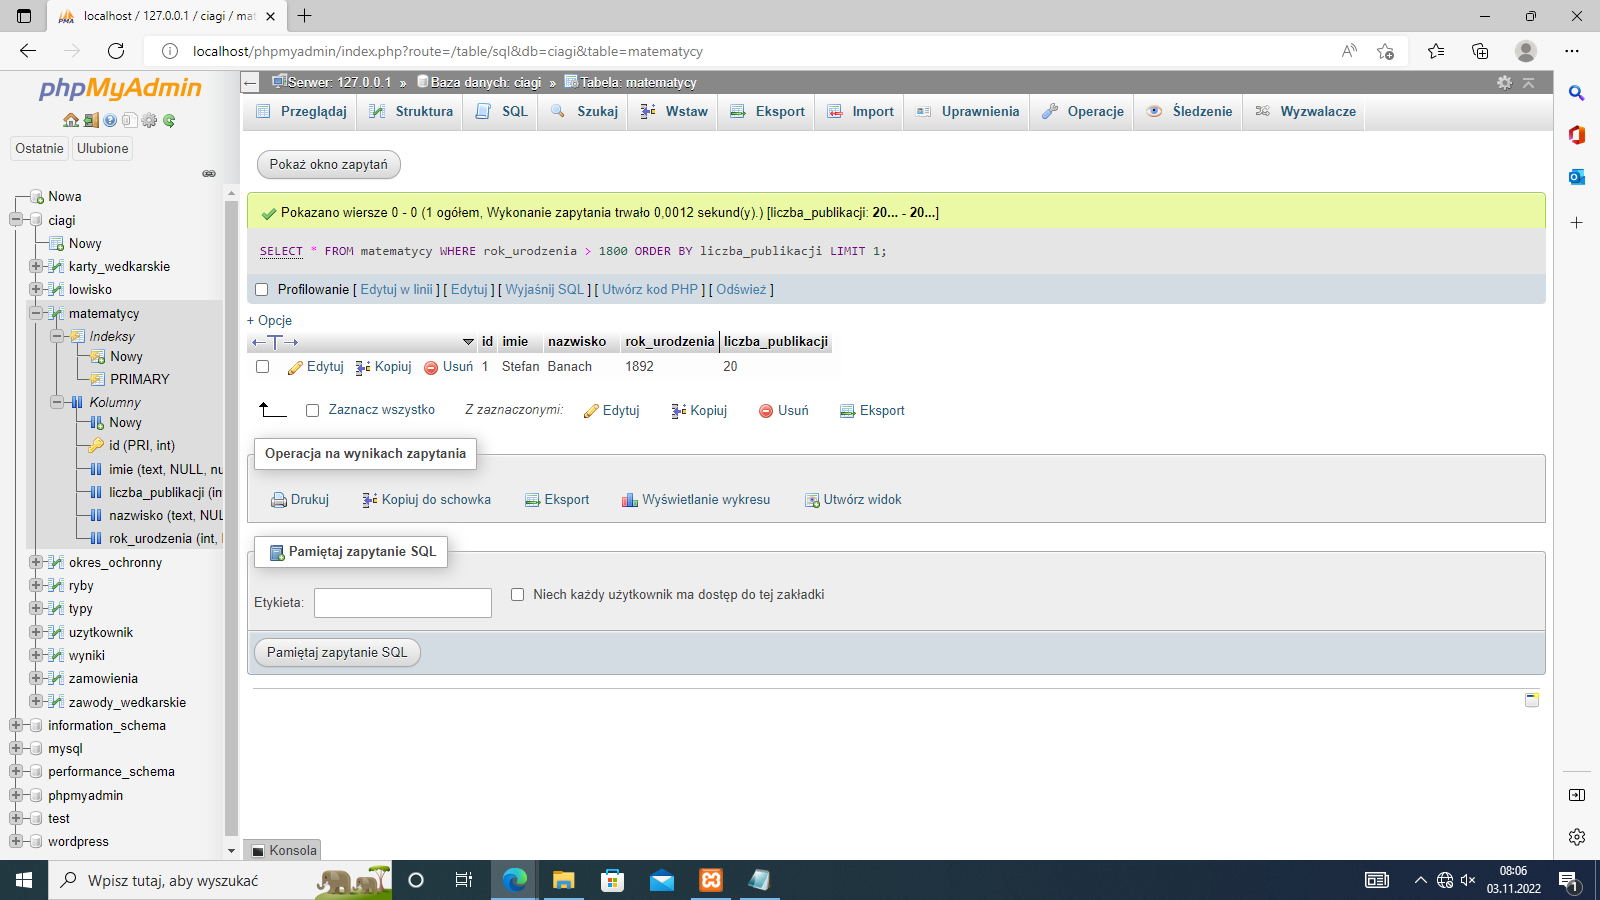 localhost / 127.0.0.1 / ciagi / mat
localhost/phpmyadmin/index.php?route=/table/sql&db=ciagi&table=matematycy
phpMyAdmin
Ostatnie
Ulubione
Nowa
ciagi
Nowy
karty_wedkarskie
lowisko
matematycy
Indeksy
Nowy
PRIMARY
Kolumny
Nowy
id (PRI, int)
imie (text, NULL, nu
liczba_publikacji (in
nazwisko (text, NUL
rok_urodzenia (int,
okres_ochronny
ryby
typy
uzytkownik
wyniki
zamowienia
zawody_wedkarskie
information_schema
mysql
performance_schema
phpmyadmin
test
wordpress
Serwer: 127.0.0.1 » Baza danych: ciagi » Tabela: matematycy
Przeglądaj
Struktura
SQL
Szukaj
Wstaw
Eksport
Import
Uprawnienia
Operacje
Śledzenie
Wyzwalacze
Pokaż okno zapytań
Pokazano wiersze 0 - 0 (1 ogółem, Wykonanie zapytania trwało 0,0012 sekund(y).) [liczba_publikacji: 20... - 20...]
SELECT * FROM matematycy WHERE rok_urodzenia > 1800 ORDER BY liczba_publikacji LIMIT 1;
Profilowanie [ Edytuj w linii ] [ Edytuj ] [ Wyjaśnij SQL ] [ Utwórz kod PHP ] [ Odśwież ]
+ Opcje
id imie nazwisko rok_urodzenia liczba_publikacji
Edytuj Kopiuj Usuń 1 Stefan Banach 1892 20
Zaznacz wszystko Z zaznaczonymi: Edytuj Kopiuj Usuń Eksport
Operacja na wynikach zapytania
Drukuj Kopiuj do schowka Eksport Wyświetlanie wykresu Utwórz widok
Pamiętaj zapytanie SQL
Etykieta:
Niech każdy użytkownik ma dostęp do tej zakładki
Pamiętaj zapytanie SQL
Konsola
Wpisz tutaj, aby wyszukać
08:06
03.11.2022
1